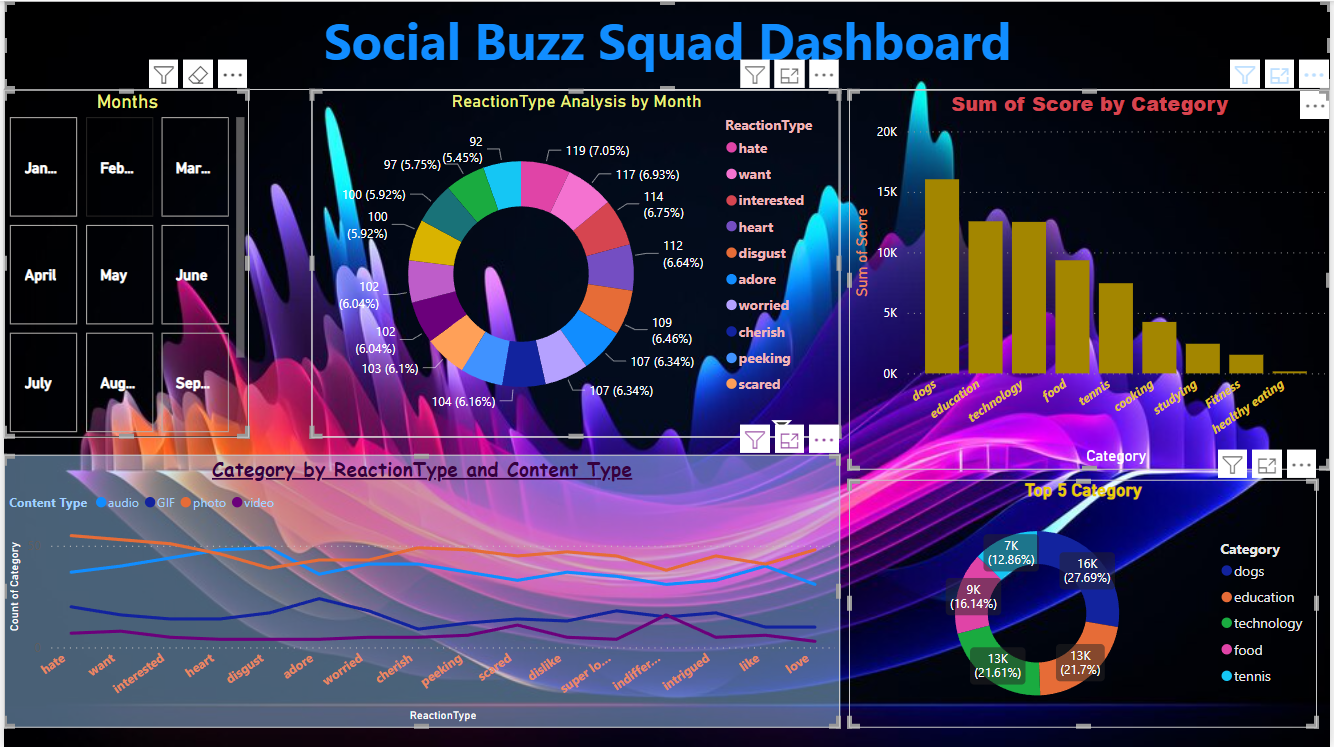 Social Buzz Squad Dashboard
Months
Jan...
Feb...
Mar...
April
May
June
July
Aug...
Sep...
ReactionType Analysis by Month
92
(5.45%)
119 (7.05%)
117 (6.93%)
114
(6.75%)
112
(6.64%)
109
(6.46%)
107 (6.34%)
107 (6.34%)
104 (6.16%)
103 (6.1%)
102
(6.04%)
102
(6.04%)
100
(5.92%)
100 (5.92%)
97 (5.75%)
ReactionType
hate
want
interested
heart
disgust
adore
worried
cherish
peeking
scared
Sum of Score by Category
Sum of Score
20K
15K
10K
5K
0K
dogs
education
technology
food
tennis
cooking
studying
Fitness
healthy eating
Category
Category by ReactionType and Content Type
Content Type
audio
GIF
photo
video
Count of Category
hate
want
interested
heart
disgust
adore
worried
cherish
peeking
scared
dislike
super lo...
indiffer...
intrigued
like
love
ReactionType
Top 5 Category
7K
(12.86%)
16K
(27.69%)
9K
(16.14%)
13K
(21.61%)
13K
(21.7%)
Category
dogs
education
technology
food
tennis